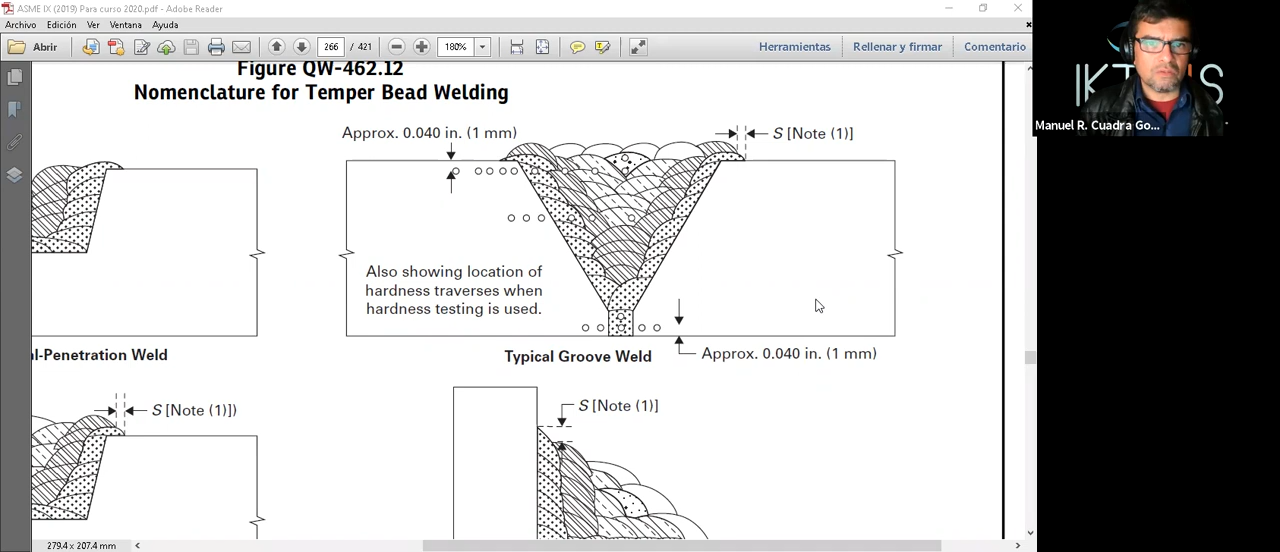 ASME IX (2019) Para curso 2020.pdf - Adobe Reader
Archivo Edición Ver Ventana Ayuda
Abrir
266 / 421
180%
Herramientas Rellenar y firmar Comentario
Figure QW-462.12
Nomenclature for Temper Bead Welding
Approx. 0.040 in. (1 mm)
S [Note (1)]
Also showing location of
hardness traverses when
hardness testing is used.
al-Penetration Weld
Typical Groove Weld
Approx. 0.040 in. (1 mm)
S [Note (1)])
S [Note (1)]
279.4 x 207.4 mm
Manuel R. Cuadra Go...